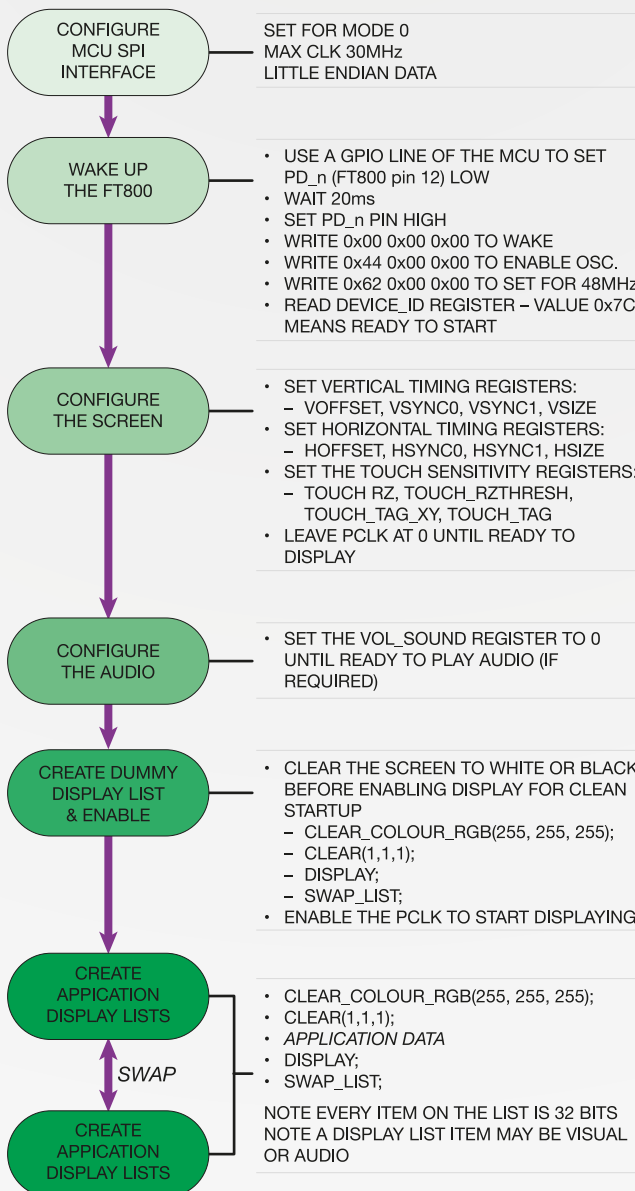 CONFIGURE
MCU SPI
INTERFACE
SET FOR MODE 0
MAX CLK 30MHz
LITTLE ENDIAN DATA
WAKE UP
THE FT800
• USE A GPIO LINE OF THE MCU TO SET
PD_n (FT800 pin 12) LOW
• WAIT 20ms
• SET PD_n PIN HIGH
• WRITE 0x00 0x00 0x00 TO WAKE
• WRITE 0x44 0x00 0x00 TO ENABLE OSC.
• WRITE 0x62 0x00 0x00 TO SET FOR 48MHz
• READ DEVICE_ID REGISTER – VALUE 0x7C
MEANS READY TO START
CONFIGURE
THE SCREEN
• SET VERTICAL TIMING REGISTERS:
– VOFFSET, VSYNC0, VSYNC1, VSIZE
• SET HORIZONTAL TIMING REGISTERS:
– HOFFSET, HSYNC0, HSYNC1, HSIZE
• SET THE TOUCH SENSITIVITY REGISTERS:
– TOUCH RZ, TOUCH_RZTHRESH,
TOUCH_TAG_XY, TOUCH_TAG
• LEAVE PCLK AT 0 UNTIL READY TO
DISPLAY
CONFIGURE
THE AUDIO
• SET THE VOL_SOUND REGISTER TO 0
UNTIL READY TO PLAY AUDIO (IF
REQUIRED)
CREATE DUMMY
DISPLAY LIST
& ENABLE
• CLEAR THE SCREEN TO WHITE OR BLACK
BEFORE ENABLING DISPLAY FOR CLEAN
STARTUP
– CLEAR_COLOUR_RGB(255, 255, 255);
– CLEAR(1,1,1);
– DISPLAY;
– SWAP_LIST;
• ENABLE THE PCLK TO START DISPLAYING
CREATE
APPICATION
DISPLAY LISTS
SWAP
CREATE
APPICATION
DISPLAY LISTS
• CLEAR_COLOUR_RGB(255, 255, 255);
• CLEAR(1,1,1);
• APPLICATION DATA
• DISPLAY;
• SWAP_LIST;
NOTE EVERY ITEM ON THE LIST IS 32 BITS
NOTE A DISPLAY LIST ITEM MAY BE VISUAL
OR AUDIO